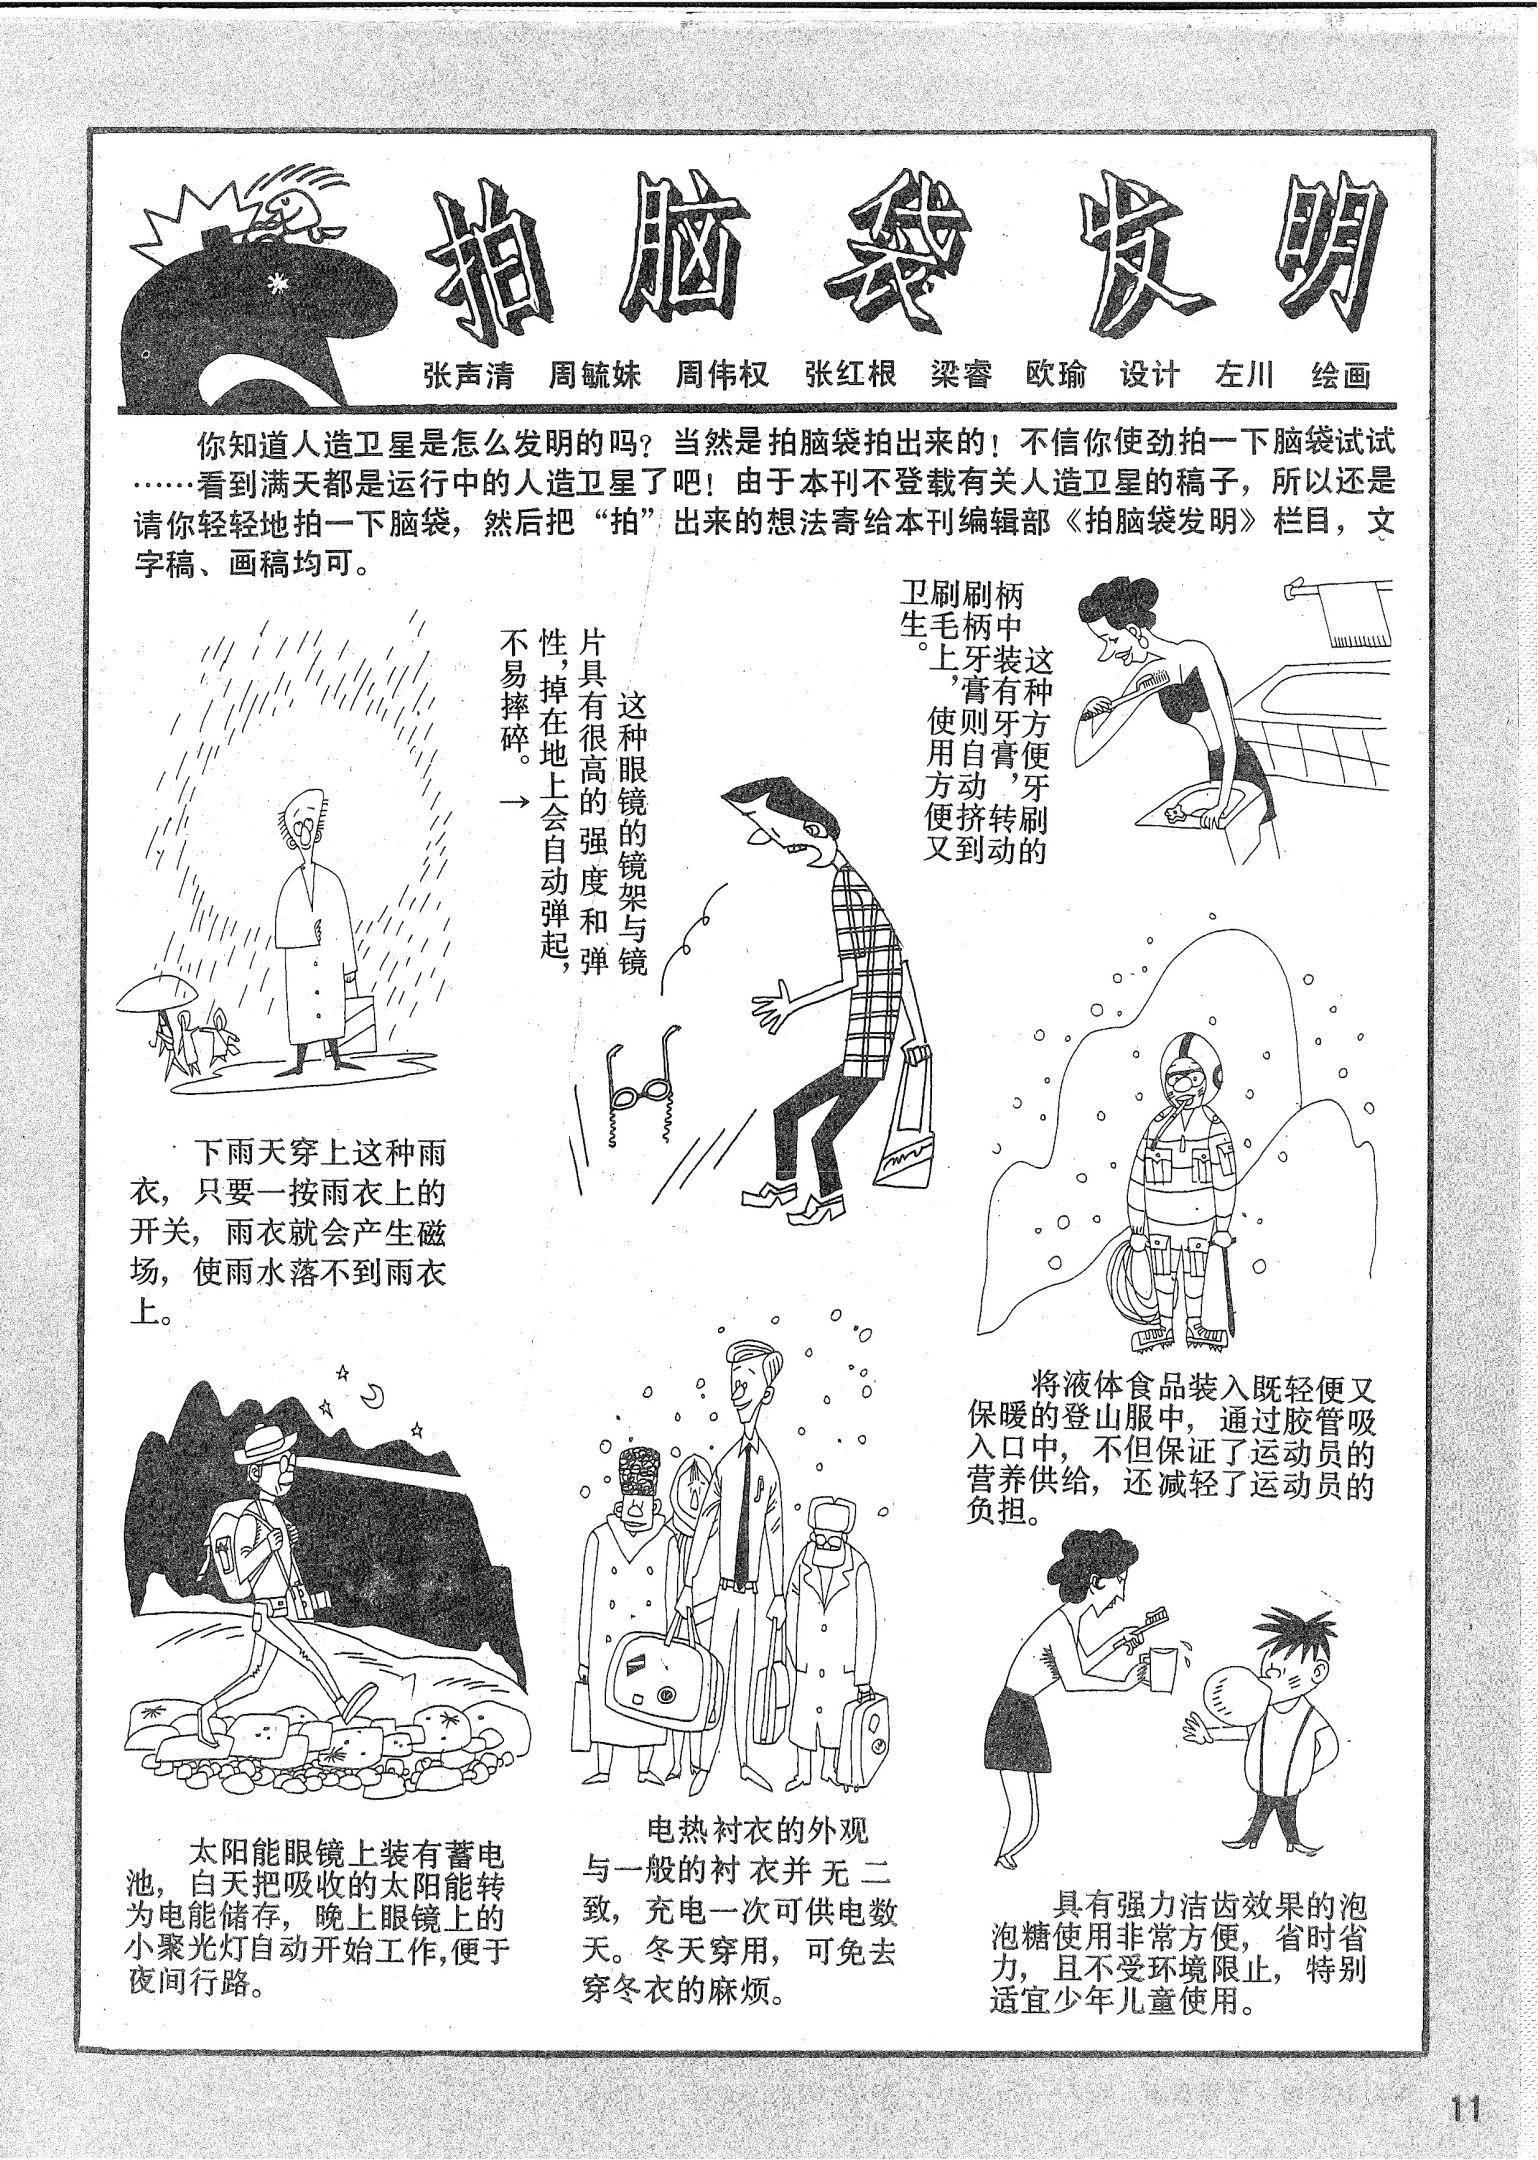 拍脑袋发明
张声清 周毓妹 周伟权 张红根 梁睿 欧瑜 设计 左川 绘画
你知道人造卫星是怎么发明的吗？当然是拍脑袋拍出来的！不信你使劲拍一下脑袋试试
……看到满天都是运行中的人造卫星了吧！由于本刊不登载有关人造卫星的稿子，所以还是
请你轻轻地拍一下脑袋，然后把“拍”出来的想法寄给本刊编辑部《拍脑袋发明》栏目，文
字稿、画稿均可。
这种方便牙刷的
柄中装有牙膏，转动
刷柄牙膏则自动挤到
刷毛上，使用方便又
卫生。
这种眼镜的镜架与镜
片具有很高的强度和弹
性，掉在地上会自动弹起，
不易摔碎。→
下雨天穿上这种雨
衣，只要一按雨衣上的
开关，雨衣就会产生磁
场，使雨水落不到雨衣
上。
将液体食品装入既轻便又
保暖的登山服中，通过胶管吸
入口中，不但保证了运动员的
营养供给，还减轻了运动员的
负担。
太阳能眼镜上装有蓄电
池，白天把吸收的太阳能转
为电能储存，晚上眼镜上的
小聚光灯自动开始工作，便于
夜间行路。
电热衬衣的外观
与一般的衬衣并无二
致，充电一次可供电数
天。冬天穿用，可免去
穿冬衣的麻烦。
具有强力洁齿效果的泡
泡糖使用非常方便，省时省
力，且不受环境限止，特别
适宜少年儿童使用。
11